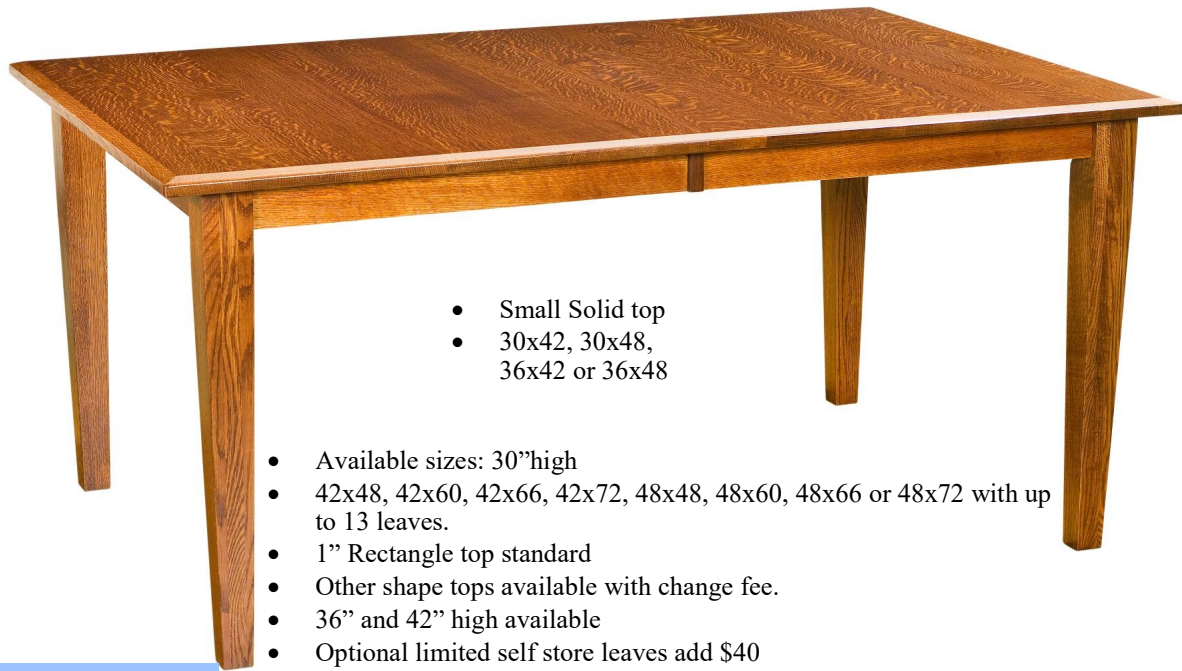 • Small Solid top
• 30x42, 30x48,
36x42 or 36x48
• Available sizes: 30”high
• 42x48, 42x60, 42x66, 42x72, 48x48, 48x60, 48x66 or 48x72 with up
to 13 leaves.
• 1” Rectangle top standard
• Other shape tops available with change fee.
• 36” and 42” high available
• Optional limited self store leaves add $40